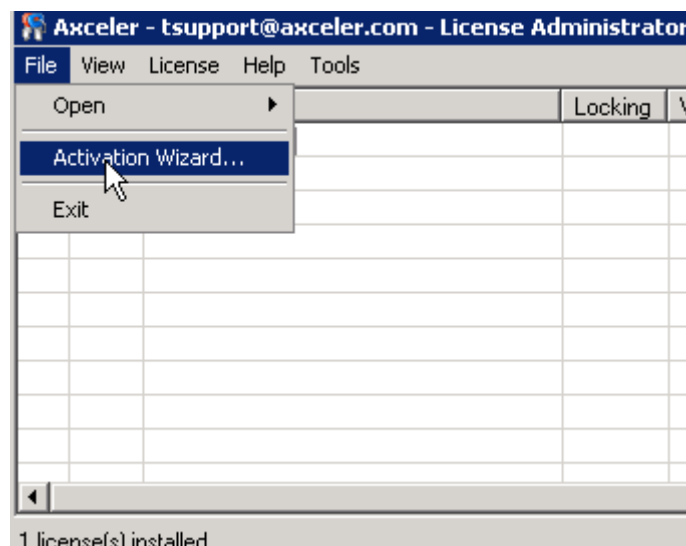 Axceler - tsupport@axceler.com - License Administrator
File View License Help Tools
Open
Locking
Activation Wizard...
Exit
1 license(s) installed